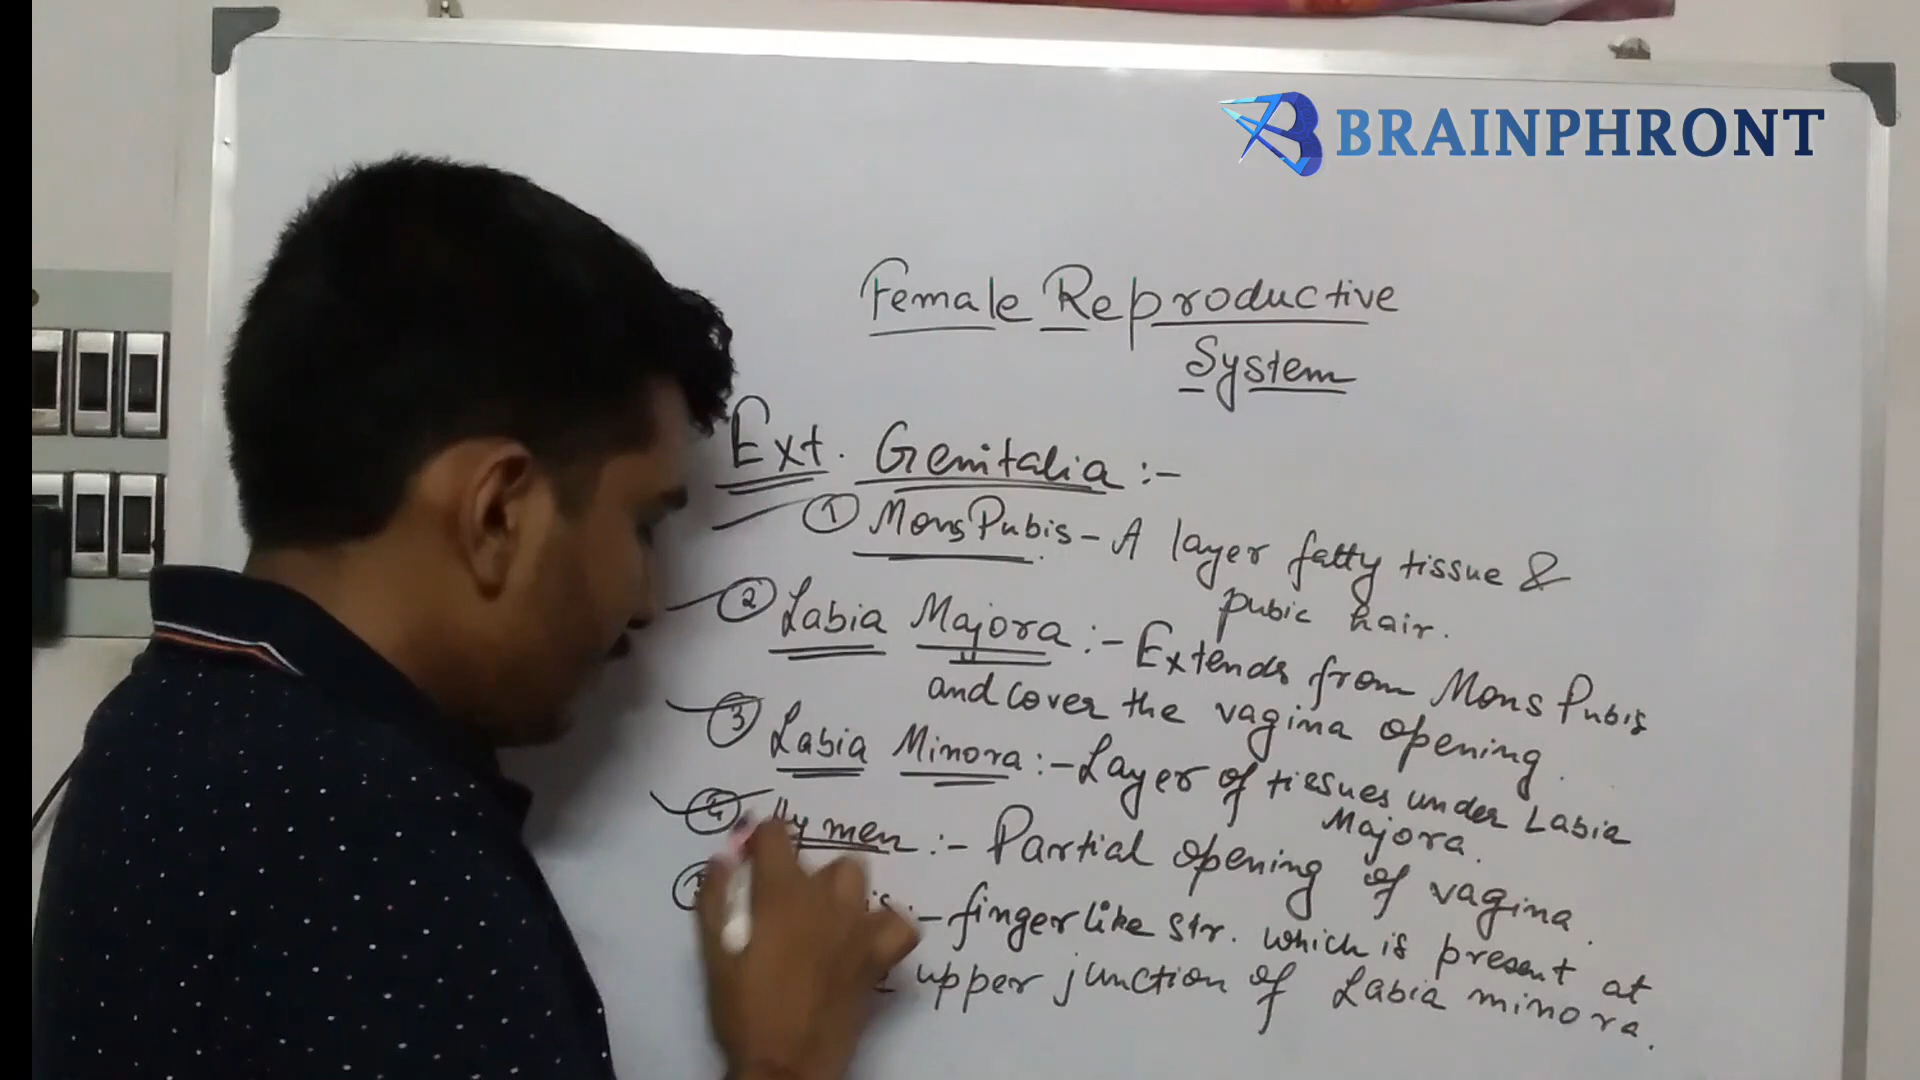 BRAINPHRONT
Female Reproductive
System
Ext. Genitalia :-
① Mons Pubis - A layer fatty tissue &
pubic hair.
② Labia Majora :- Extends from Mons Pubis
and cover the vagina opening.
③ Labia Minora :- Layer of tissues under Labia
Majora.
④ Hymen :- Partial opening of vagina.
finger like str. which is present at
upper junction of Labia minora.